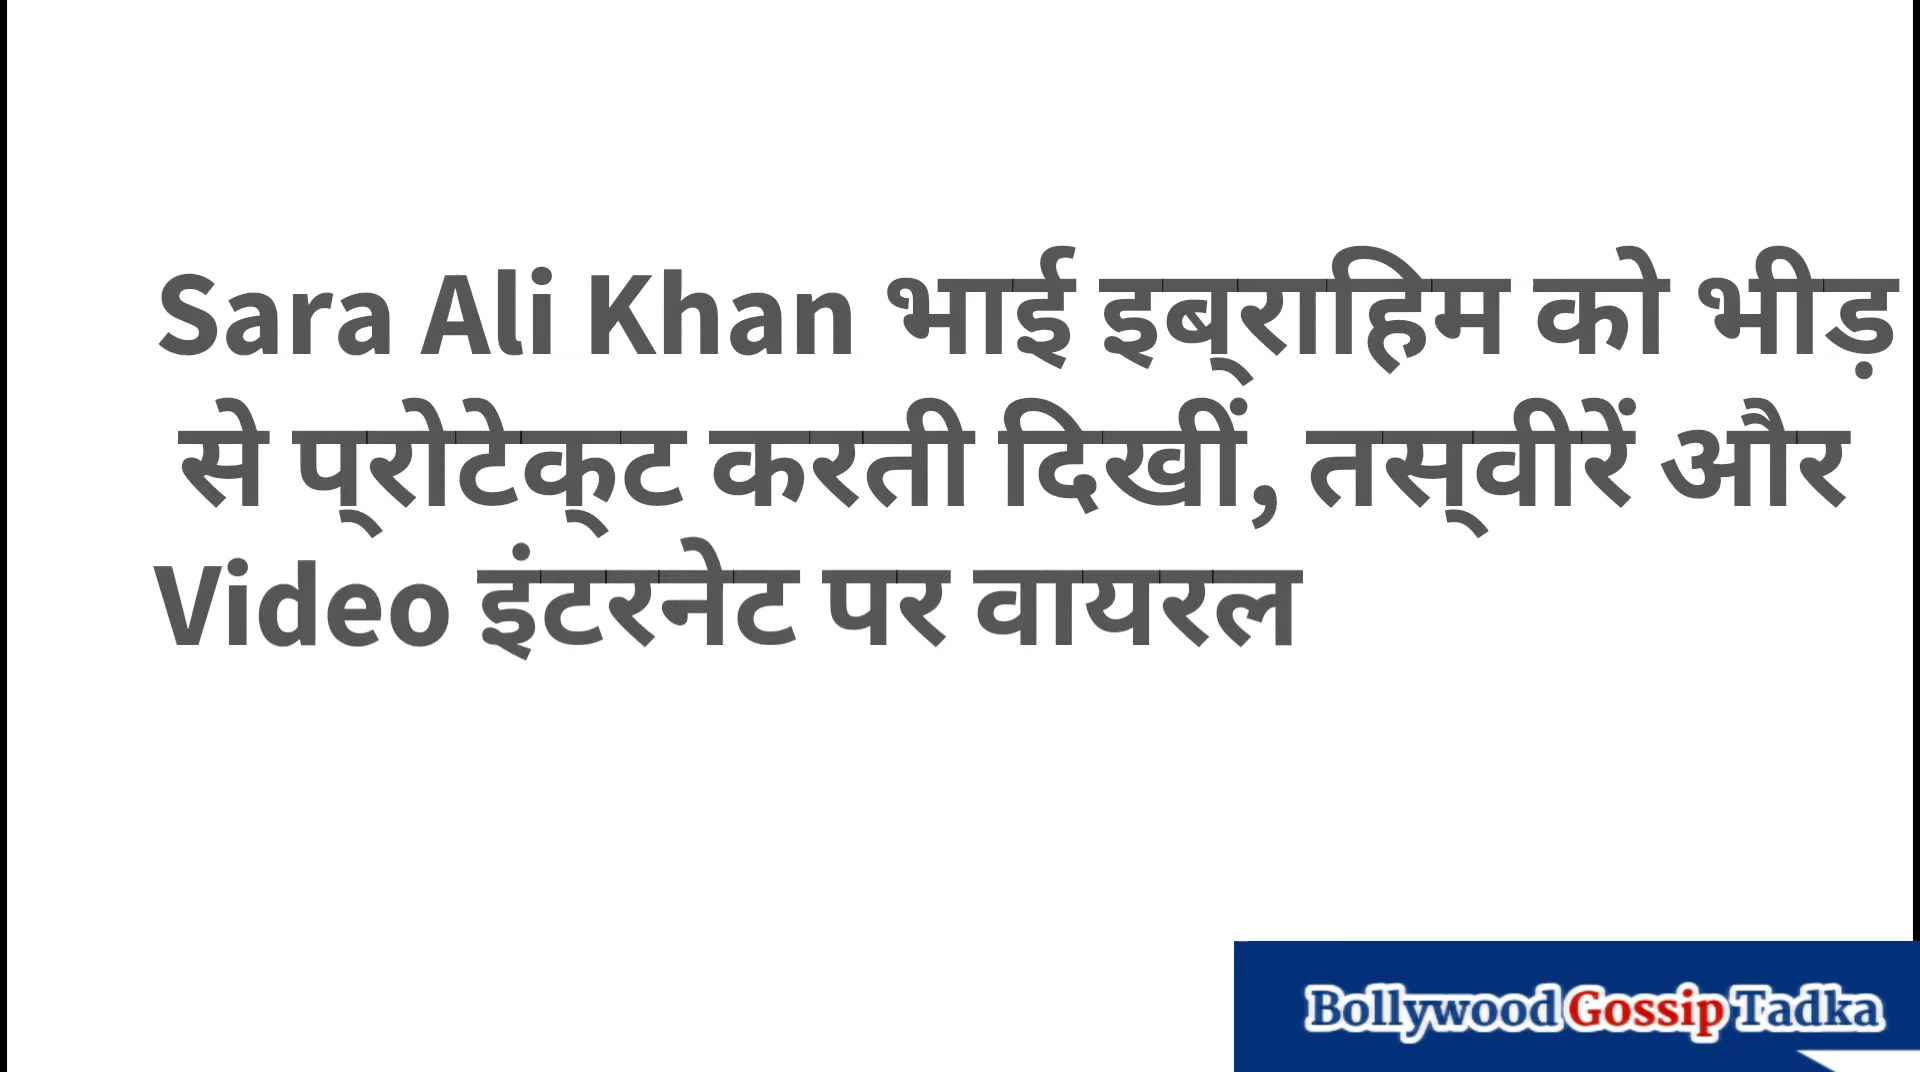 Sara Ali Khan भाई इब्राहिम को भीड़
से प्रोटेक्ट करती दिखीं, तस्वीरें और
Video इंटरनेट पर वायरल
Bollywood Gossip Tadka